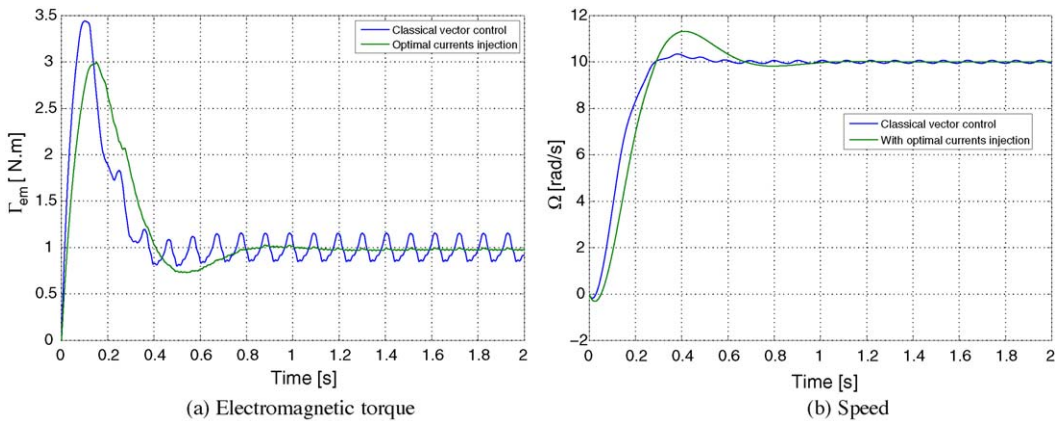 3.5
3
2.5
2
1.5
1
0.5
0
Γem [ N.m]
Classical vector control
Optimal currents injection
0 0.2 0.4 0.6 0.8 1 1.2 1.4 1.6 1.8 2
Time [s]
(a) Electromagnetic torque
12
10
8
6
4
2
0
−2
Ω [rad/s]
Classical vector control
With optimal currents injection
0 0.2 0.4 0.6 0.8 1 1.2 1.4 1.6 1.8 2
Time [s]
(b) Speed